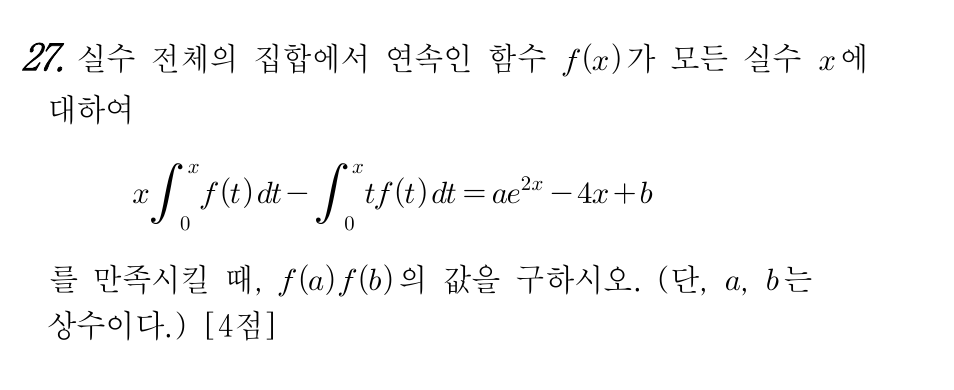 27. 실수 전체의 집합에서 연속인 함수 f(x)가 모든 실수 x에
대하여
x∫₀ˣ f(t)dt − ∫₀ˣ tf(t)dt = ae²ˣ − 4x + b
를 만족시킬 때, f(a)f(b)의 값을 구하시오. (단, a, b는
상수이다.) [4점]